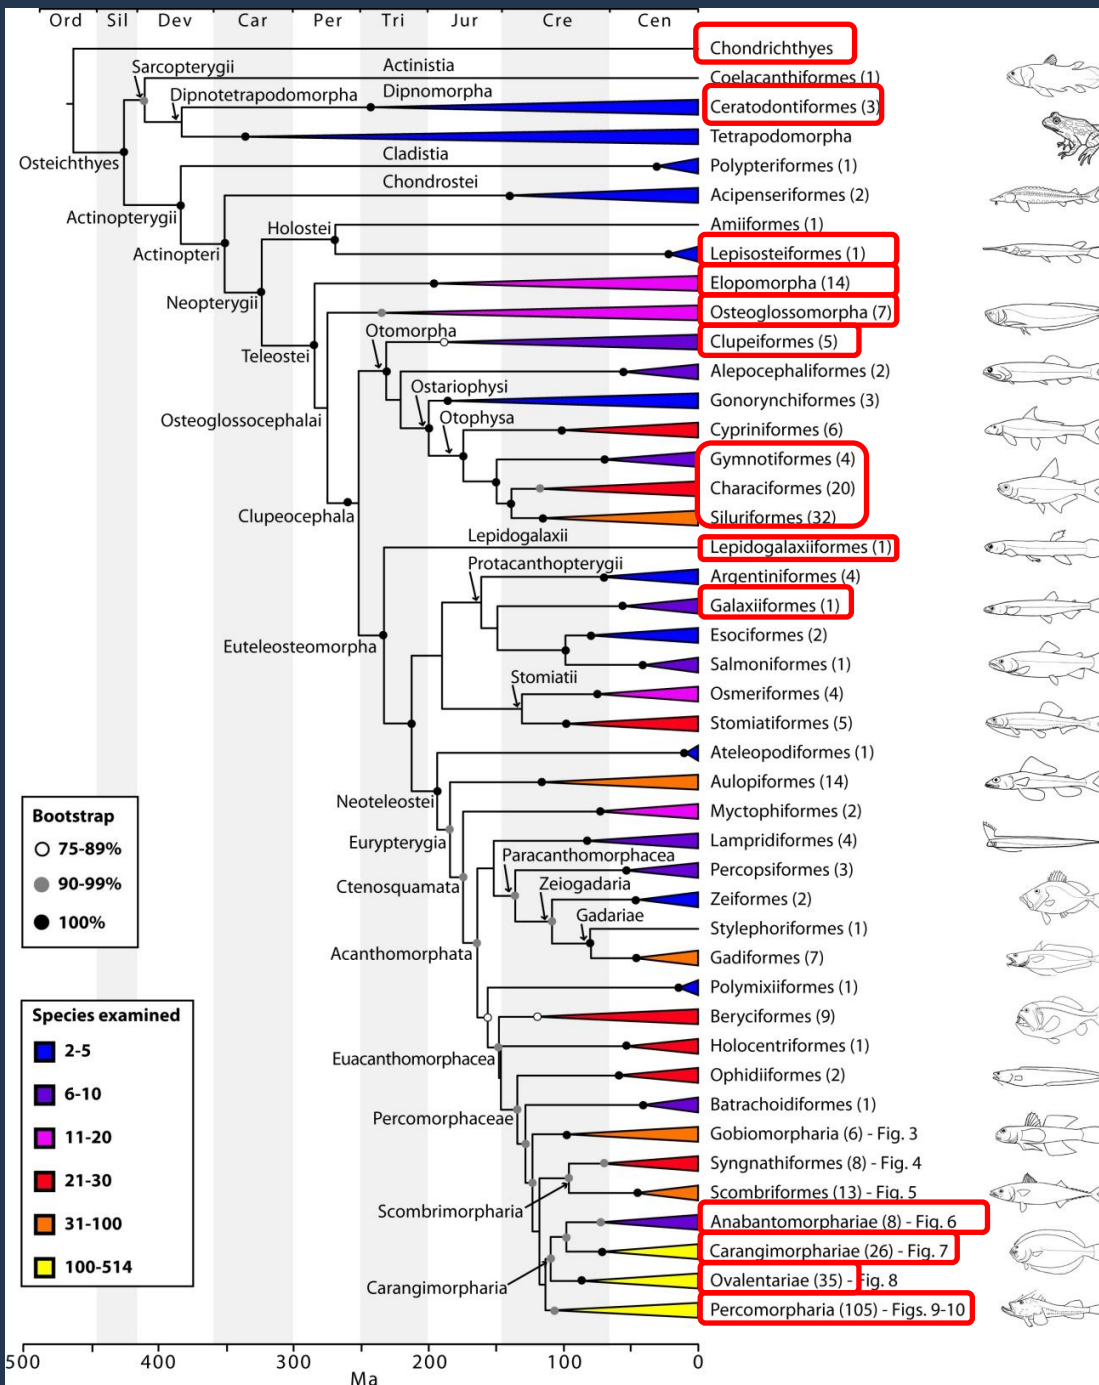 Ord Sil Dev Car Per Tri Jur Cre Cen
Chondrichthyes
Sarcopterygii
Actinistia
Coelacanthiformes (1)
Dipnotetrapodomorpha
Dipnomorpha
Ceratodontiformes (3)
Tetrapodomorpha
Osteichthyes
Cladistia
Polypteriformes (1)
Chondrostei
Acipenseriformes (2)
Actinopterygii
Amiiformes (1)
Holostei
Actinopteri
Lepisosteiformes (1)
Elopomorpha (14)
Neopterygii
Osteoglossomorpha (7)
Otomorpha
Clupeiformes (5)
Teleostei
Alepocephaliformes (2)
Ostariophysi
Gonorynchiformes (3)
Osteoglossocephalai
Otophysa
Cypriniformes (6)
Gymnotiformes (4)
Characiformes (20)
Clupeocephala
Siluriformes (32)
Lepidogalaxii
Lepidogalaxiiformes (1)
Protacanthopterygii
Argentiniformes (4)
Galaxiiformes (1)
Euteleosteomorpha
Esociformes (2)
Salmoniformes (1)
Stomiatii
Osmeriformes (4)
Stomiatiformes (5)
Ateleopodiformes (1)
Aulopiformes (14)
Neoteleostei
Myctophiformes (2)
Eurypterygia
Lampridiformes (4)
Paracanthomorphacea
Percopsiformes (3)
Ctenosquamata
Zeiogadaria
Zeiformes (2)
Gadariae
Stylephoriformes (1)
Acanthomorphata
Gadiformes (7)
Polymixiiformes (1)
Beryciformes (9)
Holocentriformes (1)
Euacanthomorphacea
Ophidiiformes (2)
Batrachoidiformes (1)
Percomorphaceae
Gobiomorpharia (6) - Fig. 3
Syngnathiformes (8) - Fig. 4
Scombriformes (13) - Fig. 5
Scombrimorpharia
Anabantomorphariae (8) - Fig. 6
Carangimorphariae (26) - Fig. 7
Carangimorpharia
Ovalentariae (35) - Fig. 8
Percomorpharia (105) - Figs. 9-10
Bootstrap
75-89%
90-99%
100%
Species examined
2-5
6-10
11-20
21-30
31-100
100-514
500 400 300 200 100 0
Ma